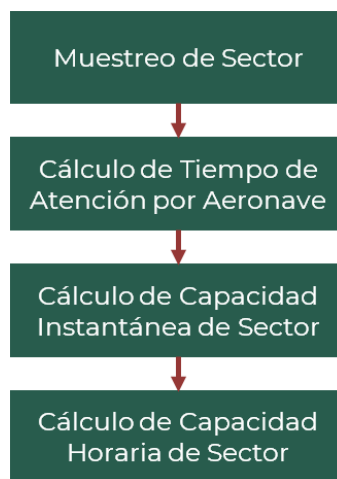 Muestreo de Sector
Cálculo de Tiempo de
Atención por Aeronave
Cálculo de Capacidad
Instantánea de Sector
Cálculo de Capacidad
Horaria de Sector